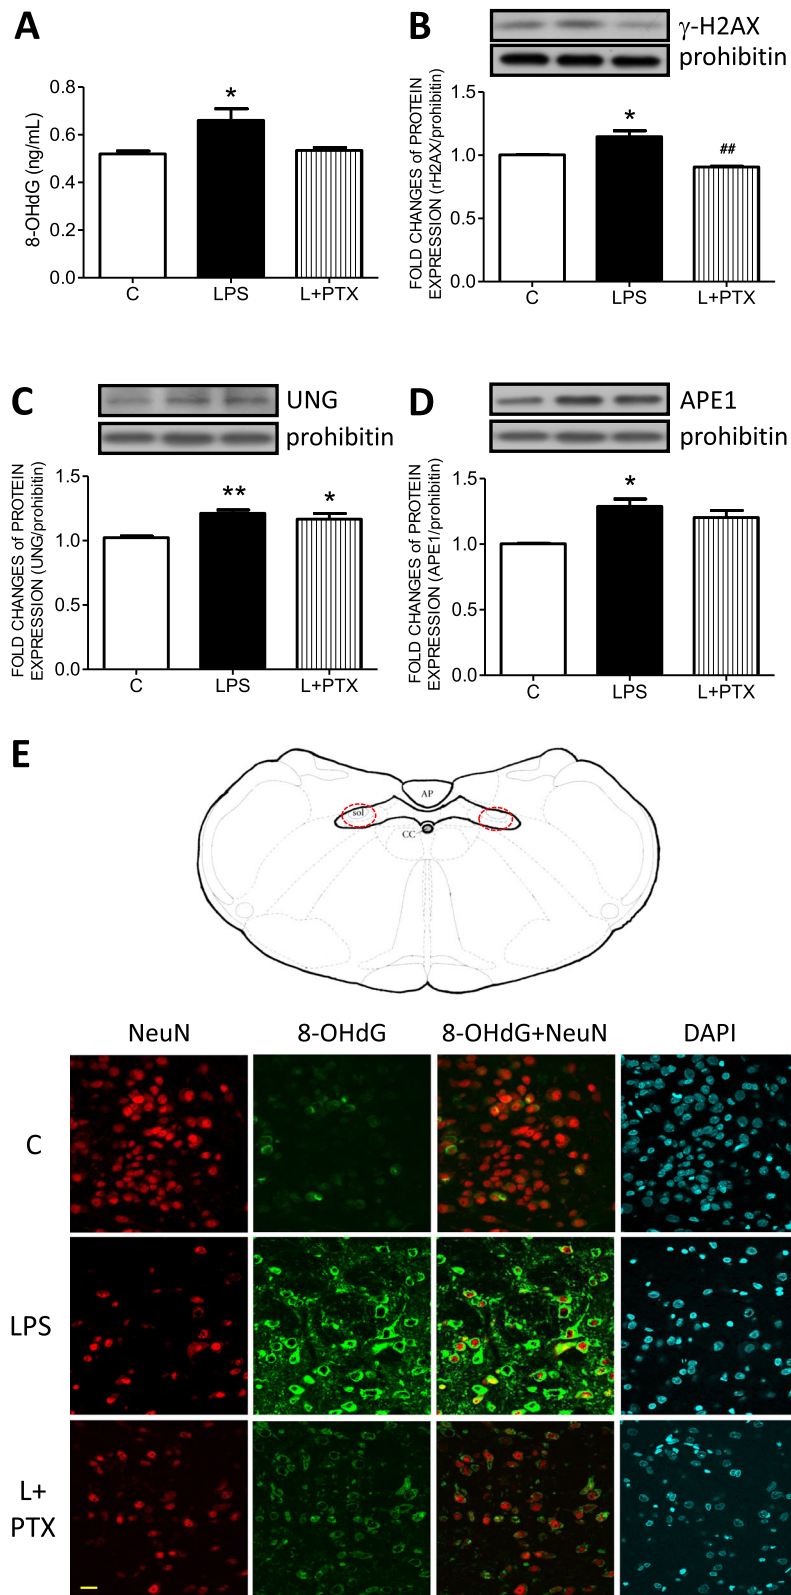 A
8-OHdG (ng/mL)
0.8
0.6
0.4
0.2
0.0
*
C LPS L+PTX
B
γ-H2AX
prohibitin
FOLD CHANGES of PROTEIN
EXPRESSION (rH2AX/prohibitin)
1.5
1.0
0.5
0.0
*
##
C LPS L+PTX
C
UNG
prohibitin
FOLD CHANGES of PROTEIN
EXPRESSION (UNG/prohibitin)
1.5
1.0
0.5
0.0
**
*
C LPS L+PTX
D
APE1
prohibitin
FOLD CHANGES of PROTEIN
EXPRESSION (APE1/prohibitin)
1.5
1.0
0.5
0.0
*
C LPS L+PTX
E
AP
sol
CC
NeuN 8-OHdG 8-OHdG+NeuN DAPI
C
LPS
L+
PTX